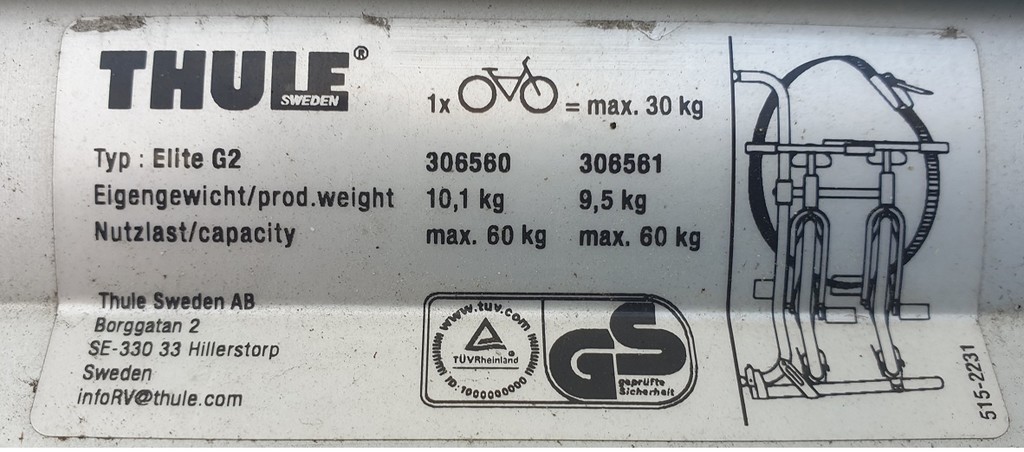 THULE®
SWEDEN
1x = max. 30 kg
Typ : Elite G2 306560 306561
Eigengewicht/prod.weight 10,1 kg 9,5 kg
Nutzlast/capacity max. 60 kg max. 60 kg
Thule Sweden AB
Borggatan 2
SE-330 33 Hillerstorp
Sweden
infoRV@thule.com
www.tuv.com
TÜVRheinland
ID:1000000000
GS
geprüfte
Sicherheit
515-2231